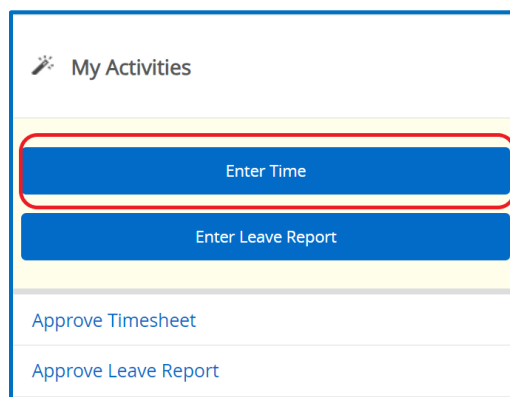 My Activities
Enter Time
Enter Leave Report
Approve Timesheet
Approve Leave Report